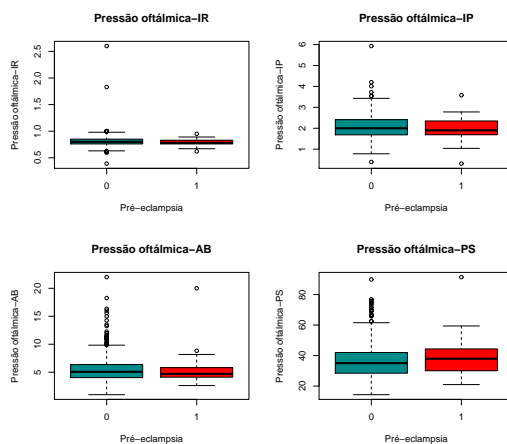 Pressão oftálmica−IR
Pressão oftálmica−IR
0.5
1.0
1.5
2.0
2.5
0
1
Pré−eclampsia
Pressão oftálmica−IP
Pressão oftálmica−IP
1
2
3
4
5
6
0
1
Pré−eclampsia
Pressão oftálmica−AB
Pressão oftálmica−AB
5
10
15
20
0
1
Pré−eclampsia
Pressão oftálmica−PS
Pressão oftálmica−PS
20
40
60
80
0
1
Pré−eclampsia